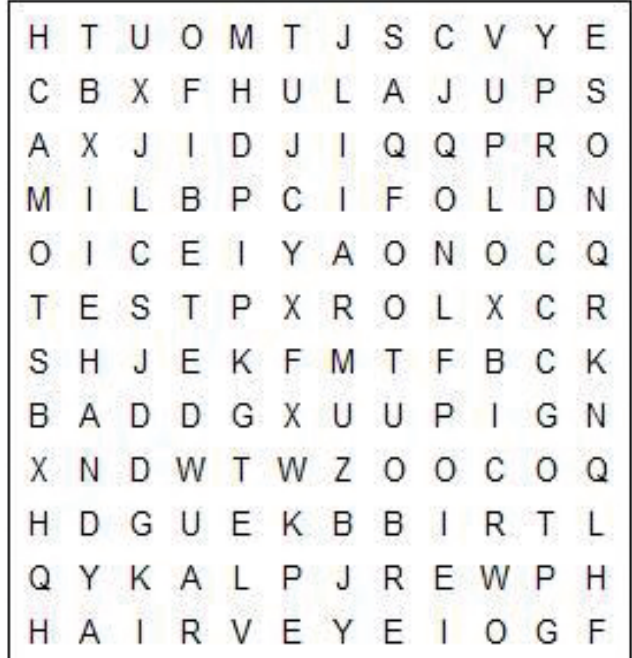 H T U O M T J S C V Y E
C B X F H U L A J U P S
A X J I D J I Q Q P R O
M I L B P C I F O L D N
O I C E I Y A O N O C Q
T E S T P X R O L X C R
S H J E K F M T F B C K
B A D D G X U U P I G N
X N D W T W Z O O C O Q
H D G U E K B B I R T L
Q Y K A L P J R E W P H
H A I R V E Y E I O G F